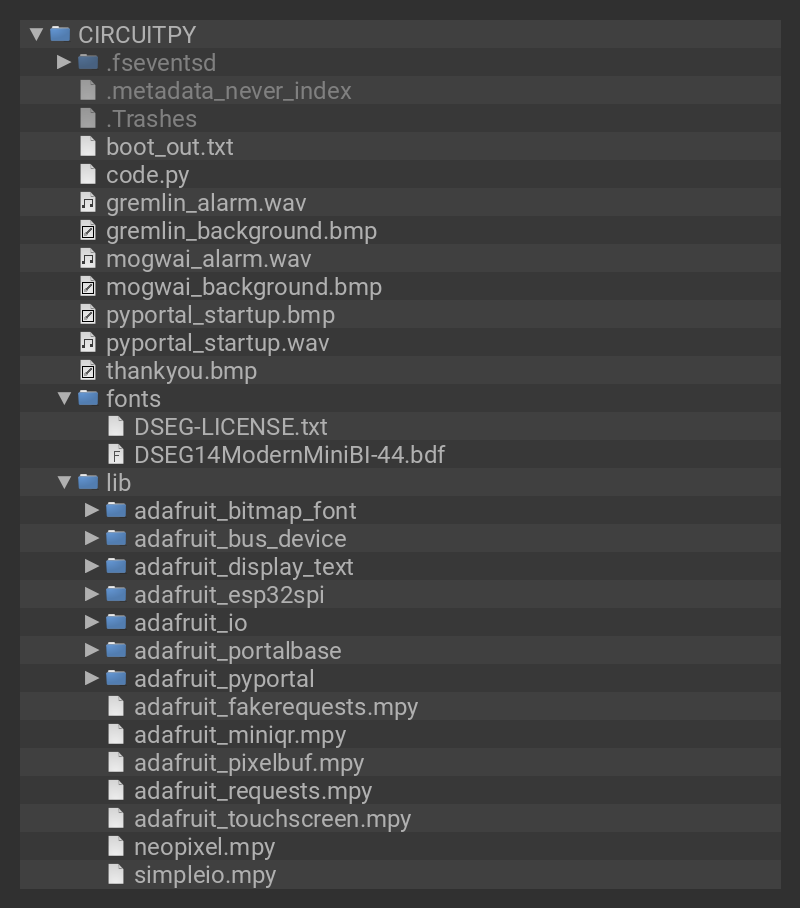 CIRCUITPY
.fseventsd
.metadata_never_index
.Trashes
boot_out.txt
code.py
gremlin_alarm.wav
gremlin_background.bmp
mogwai_alarm.wav
mogwai_background.bmp
pyportal_startup.bmp
pyportal_startup.wav
thankyou.bmp
fonts
DSEG-LICENSE.txt
DSEG14ModernMiniBI-44.bdf
lib
adafruit_bitmap_font
adafruit_bus_device
adafruit_display_text
adafruit_esp32spi
adafruit_io
adafruit_portalbase
adafruit_pyportal
adafruit_fakerequests.mpy
adafruit_miniqr.mpy
adafruit_pixelbuf.mpy
adafruit_requests.mpy
adafruit_touchscreen.mpy
neopixel.mpy
simpleio.mpy